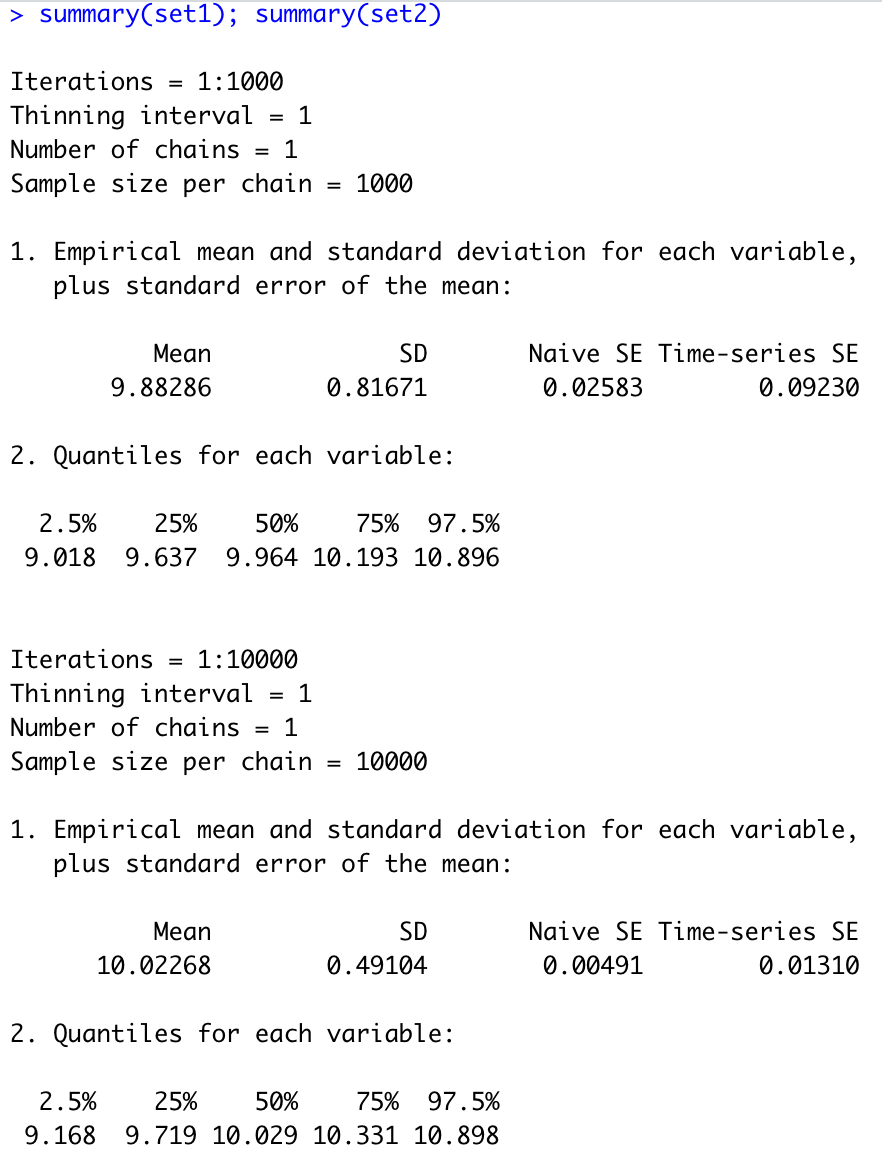 > summary(set1); summary(set2)
Iterations = 1:1000
Thinning interval = 1
Number of chains = 1
Sample size per chain = 1000
1. Empirical mean and standard deviation for each variable,
plus standard error of the mean:
Mean SD Naive SE Time-series SE
9.88286 0.81671 0.02583 0.09230
2. Quantiles for each variable:
2.5% 25% 50% 75% 97.5%
9.018 9.637 9.964 10.193 10.896
Iterations = 1:10000
Thinning interval = 1
Number of chains = 1
Sample size per chain = 10000
1. Empirical mean and standard deviation for each variable,
plus standard error of the mean:
Mean SD Naive SE Time-series SE
10.02268 0.49104 0.00491 0.01310
2. Quantiles for each variable:
2.5% 25% 50% 75% 97.5%
9.168 9.719 10.029 10.331 10.898